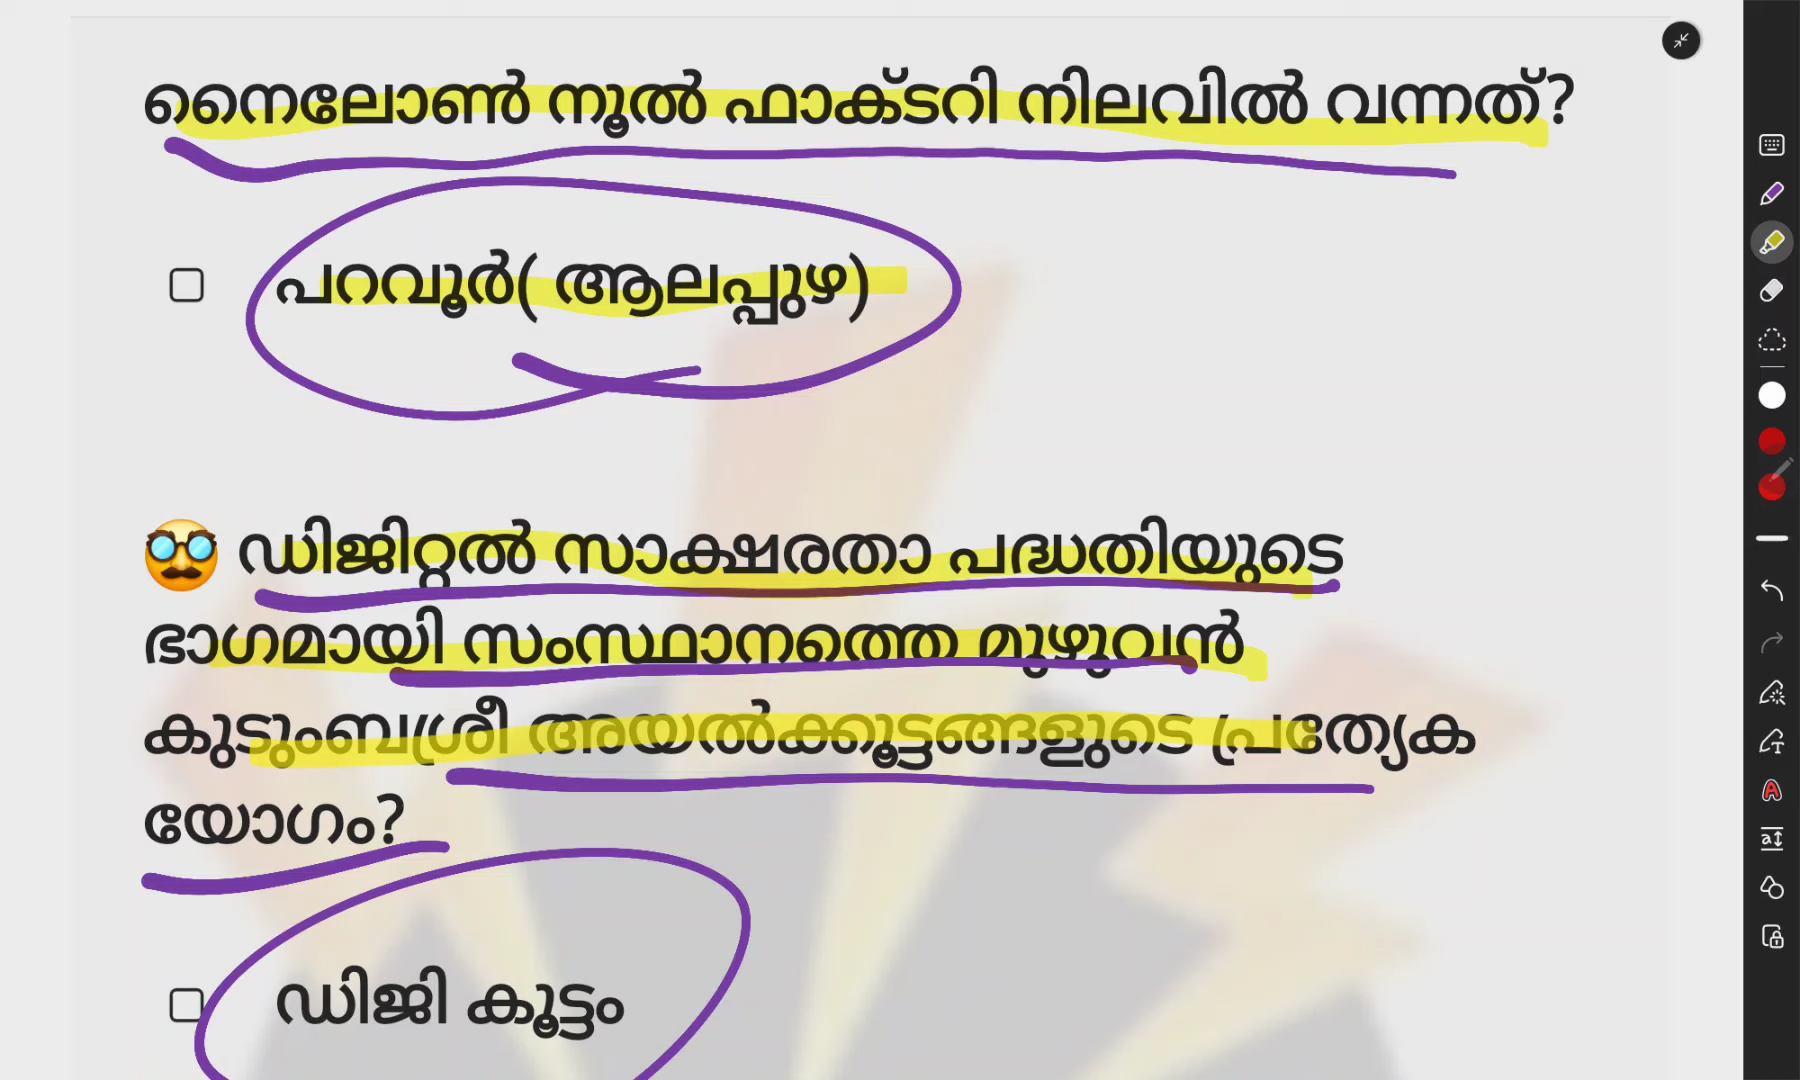 നൈലോൺ നൂൽ ഫാക്ടറി നിലവിൽ വന്നത്?
പറവൂർ( ആലപ്പുഴ)
ഡിജിറ്റൽ സാക്ഷരതാ പദ്ധതിയുടെ
ഭാഗമായി സംസ്ഥാനത്തെ മുഴുവൻ
കുടുംബശ്രീ അയൽക്കൂട്ടങ്ങളുടെ പ്രത്യേക
യോഗം?
ഡിജി കൂട്ടം